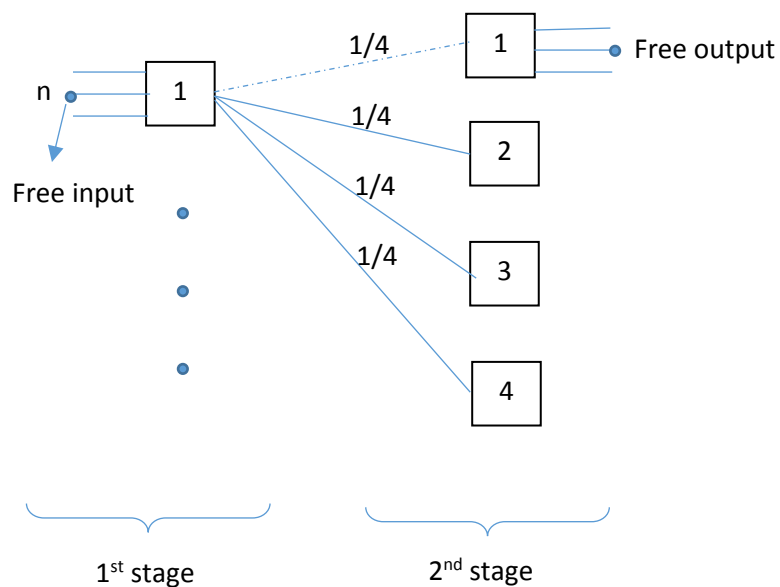 1/4
1
Free output
n
1
1/4
2
Free input
1/4
1/4
3
4
1st stage
2nd stage